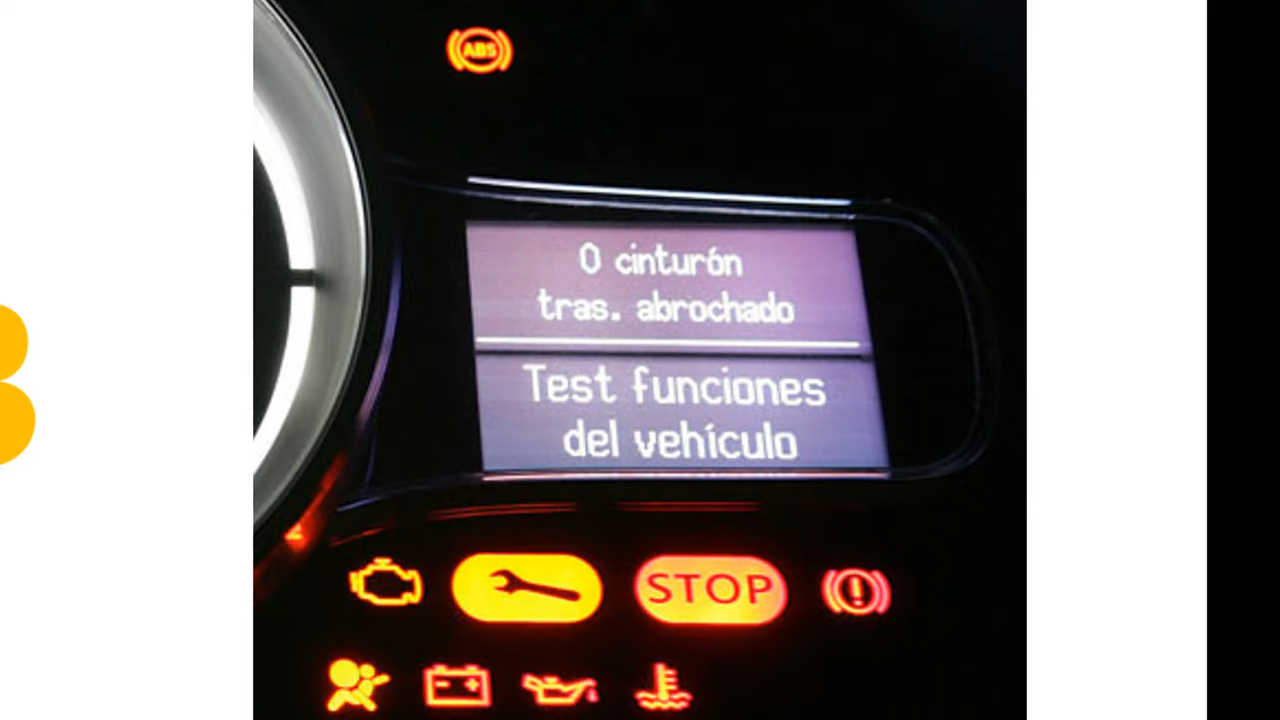 ABS
0 cinturón
tras. abrochado
Test funciones
del vehículo
STOP